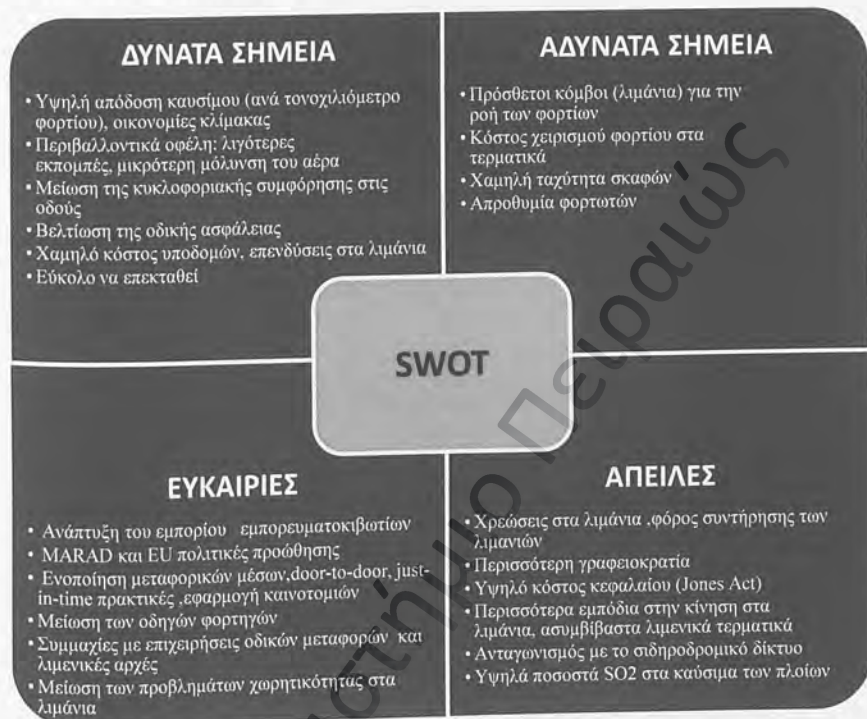 ΔΥΝΑΤΑ ΣΗΜΕΙΑ
• Υψηλή απόδοση καυσίμου (ανά τονοχιλιόμετρο
φορτίου), οικονομίες κλίμακας
• Περιβαλλοντικά οφέλη: λιγότερες
εκπομπές, μικρότερη μόλυνση του αέρα
• Μείωση της κυκλοφοριακής συμφόρησης στις
οδούς
• Βελτίωση της οδικής ασφάλειας
• Χαμηλό κόστος υποδομών, επενδύσεις στα λιμάνια
• Εύκολο να επεκταθεί
ΑΔΥΝΑΤΑ ΣΗΜΕΙΑ
• Πρόσθετοι κόμβοι (λιμάνια) για την
ροή των φορτίων
• Κόστος χειρισμού φορτίου στα
τερματικά
• Χαμηλή ταχύτητα σκαφών
• Απροθυμία φορτωτών
SWOT
ΕΥΚΑΙΡΙΕΣ
• Ανάπτυξη του εμπορίου εμπορευματοκιβωτίων
• MARAD και EU πολιτικές προώθησης
• Ενοποίηση μεταφορικών μέσων,door-to-door, just-
in-time πρακτικές ,εφαρμογή καινοτομιών
• Μείωση των οδηγών φορτηγών
• Συμμαχίες με επιχειρήσεις οδικών μεταφορών και
λιμενικές αρχές
• Μείωση των προβλημάτων χωρητικότητας στα
λιμάνια
ΑΠΕΙΛΕΣ
• Χρεώσεις στα λιμάνια ,φόρος συντήρησης των
λιμανιών
• Περισσότερη γραφειοκρατία
• Υψηλό κόστος κεφαλαίου (Jones Act)
• Περισσότερα εμπόδια στην κίνηση στα
λιμάνια, ασυμβίβαστα λιμενικά τερματικά
• Ανταγωνισμός με το σιδηροδρομικό δίκτυο
• Υψηλά ποσοστά SO2 στα καύσιμα των πλοίων
Πειραιώς